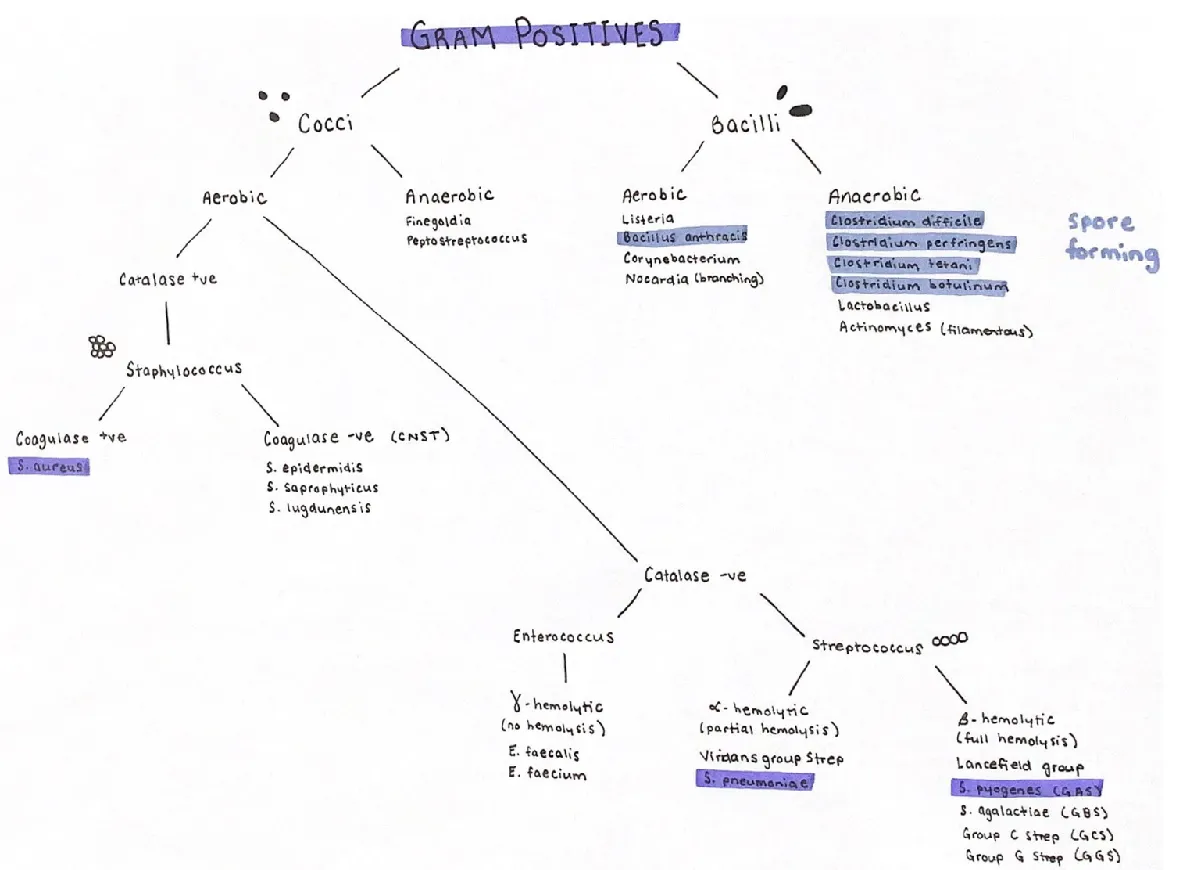 GRAM POSITIVES
Cocci
Bacilli
Aerobic
Anaerobic
Finegoldia
Peptostreptococcus
Aerobic
Listeria
Bacillus anthracis
Corynebacterium
Nocardia (branching)
Anaerobic
Clostridium difficile
Clostridium perfringens
Clostridium tetani
Clostridium botulinum
Lactobacillus
Actinomyces (filamentous)
Spore
forming
Catalase +ve
Staphylococcus
Coagulase +ve
S. aureus
Coagulase -ve (CNST)
S. epidermidis
S. saprophyticus
S. lugdunensis
Catalase -ve
Enterococcus
γ-hemolytic
(no hemolysis)
E. faecalis
E. faecium
Streptococcus
α-hemolytic
(partial hemolysis)
Viridans group Strep
S. pneumoniae
β-hemolytic
(full hemolysis)
Lancefield group
S. pyogenes (GAS)
S. agalactiae (GBS)
Group C Strep (GCS)
Group G Strep (GGS)